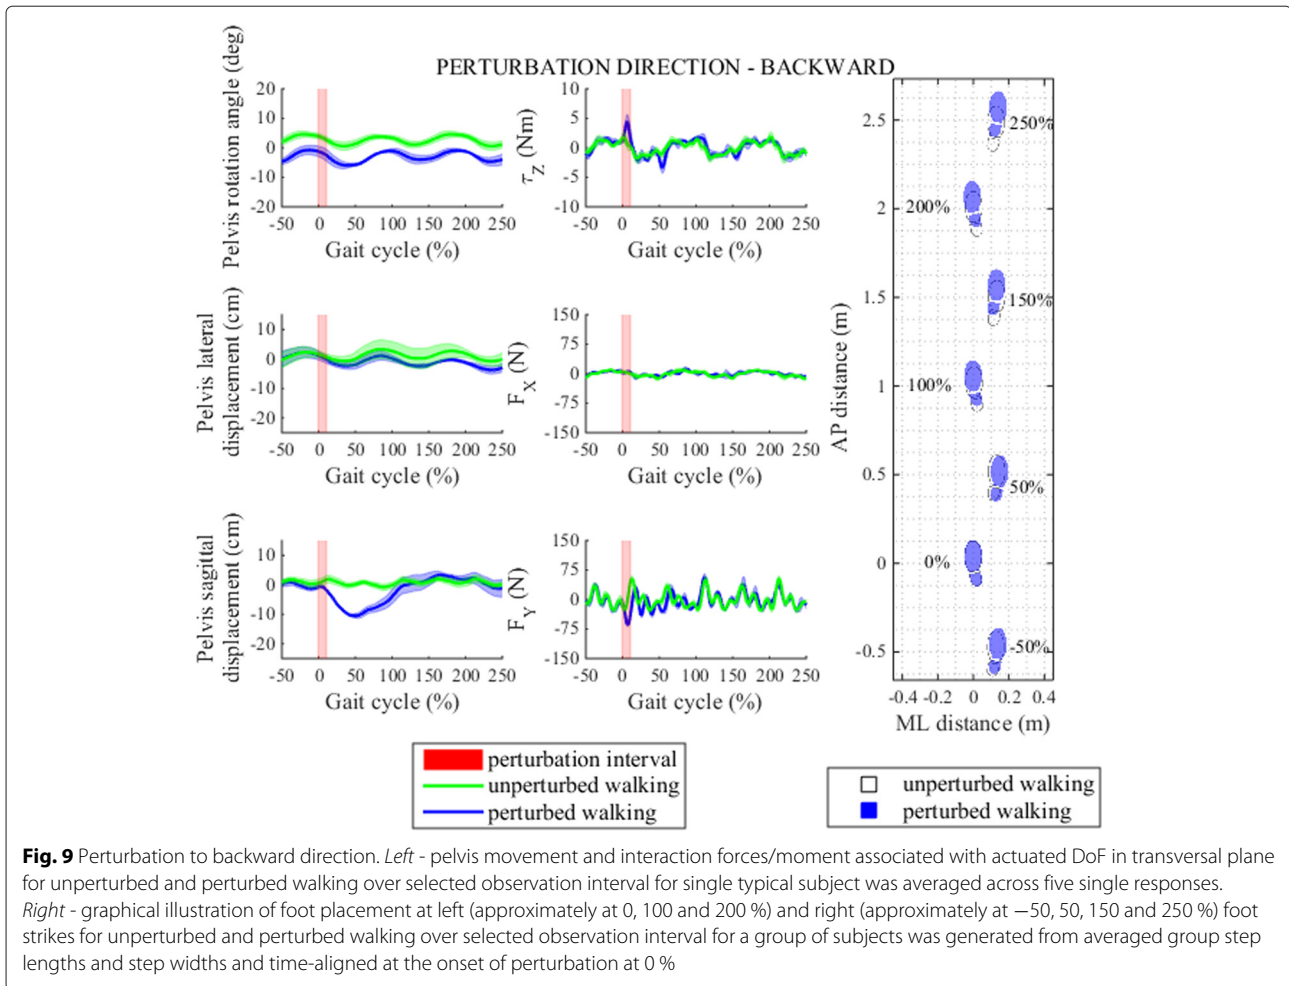 PERTURBATION DIRECTION - BACKWARD
Pelvis rotation angle (deg)
20
10
0
-10
-20
-50 0 50 100 150 200 250
Gait cycle (%)
τZ (Nm)
10
5
0
-5
-10
-50 0 50 100 150 200 250
Gait cycle (%)
Pelvis lateral
displacement (cm)
10
0
-10
-20
-50 0 50 100 150 200 250
Gait cycle (%)
FX (N)
150
75
0
-75
-150
-50 0 50 100 150 200 250
Gait cycle (%)
Pelvis sagittal
displacement (cm)
10
0
-10
-20
-50 0 50 100 150 200 250
Gait cycle (%)
FY (N)
150
75
0
-75
-150
-50 0 50 100 150 200 250
Gait cycle (%)
AP distance (m)
2.5
2
1.5
1
0.5
0
-0.5
250%
200%
150%
100%
50%
0%
-50%
-0.4 -0.2 0 0.2 0.4
ML distance (m)
perturbation interval
unperturbed walking
perturbed walking
unperturbed walking
perturbed walking
Fig. 9 Perturbation to backward direction. Left - pelvis movement and interaction forces/moment associated with actuated DoF in transversal plane
for unperturbed and perturbed walking over selected observation interval for single typical subject was averaged across five single responses.
Right - graphical illustration of foot placement at left (approximately at 0, 100 and 200 %) and right (approximately at −50, 50, 150 and 250 %) foot
strikes for unperturbed and perturbed walking over selected observation interval for a group of subjects was generated from averaged group step
lengths and step widths and time-aligned at the onset of perturbation at 0 %